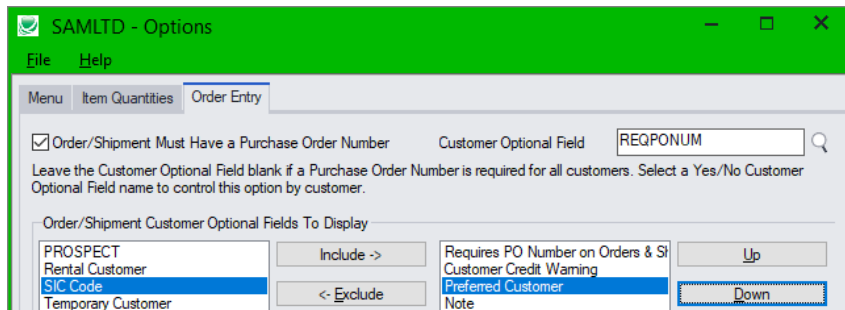 SAMLTD - Options
File Help
Menu Item Quantities Order Entry
Order/Shipment Must Have a Purchase Order Number Customer Optional Field REQPONUM
Leave the Customer Optional Field blank if a Purchase Order Number is required for all customers. Select a Yes/No Customer
Optional Field name to control this option by customer.
Order/Shipment Customer Optional Fields To Display
PROSPECT Include -> Requires PO Number on Orders & Sh Up
Rental Customer Customer Credit Warning
SIC Code <- Exclude Preferred Customer Down
Temporary Customer Note